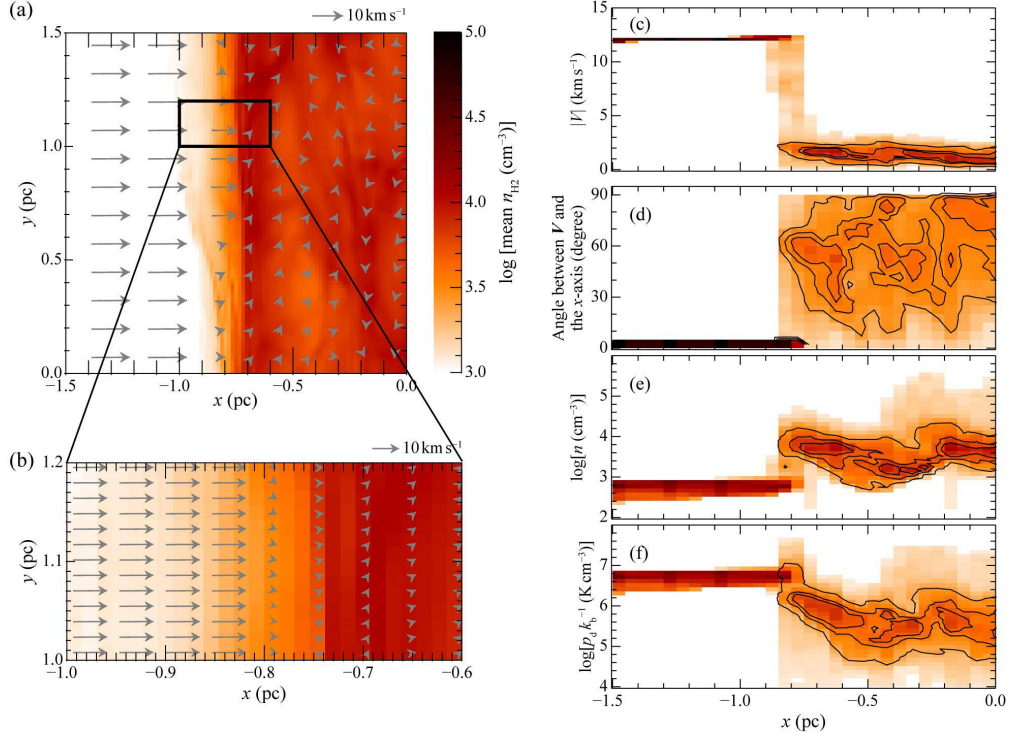 (a)
10 km s⁻¹
1.5
1.0
0.5
0.0
y (pc)
−1.5
−1.0
−0.5
0.0
x (pc)
5.0
4.5
4.0
3.5
3.0
log [mean n_H2 (cm⁻³)]
(b)
10 km s⁻¹
1.2
1.1
1.0
y (pc)
−1.0
−0.9
−0.8
−0.7
−0.6
x (pc)
(c)
15
10
5
0
|V| (km s⁻¹)
(d)
90
60
30
0
Angle between V and
the x-axis (degree)
(e)
5
4
3
2
log[n (cm⁻³)]
(f)
7
6
5
4
log[p_d k_b⁻¹ (K cm⁻³)]
−1.5
−1.0
−0.5
0.0
x (pc)